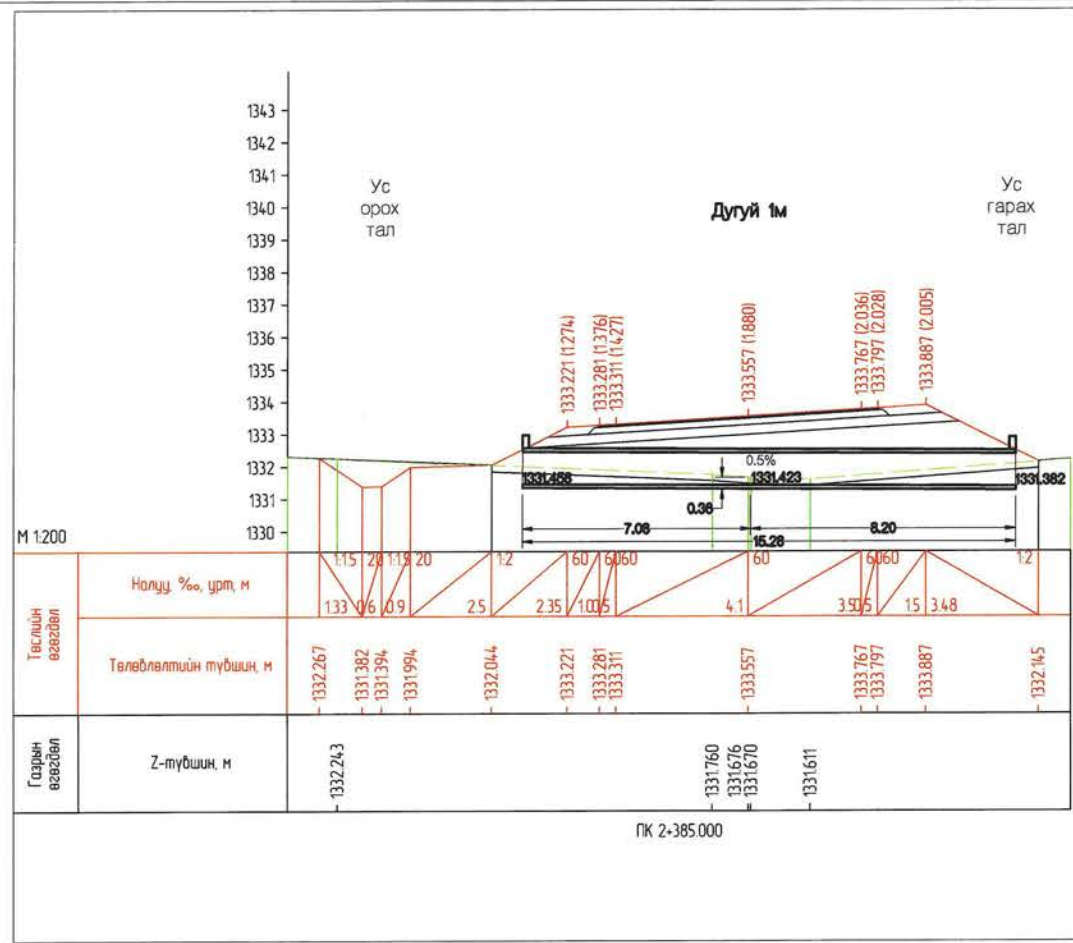 1343
1342
1341
1340
1339
1338
1337
1336
1335
1334
1333
1332
1331
1330
Ус
орох
тал
Дугуй 1м
Ус
гарах
тал
1333.221 (1.274)
1333.281 (1.376)
1333.311 (1.427)
1333.557 (1.880)
1333.767 (2.036)
1333.797 (2.028)
1333.887 (2.005)
0.5%
1331.458 1331.423 1331.382
0.36
7.08 8.20
15.28
М 1:200
Төслийн өгөгдөл
Налуу, ‰, урт, м
1:1.5 20 1:1.5 20 1:2 60 60 60 60 60 60 1:2
1.33 0.6 0.9 2.5 2.35 1.0 0.5 4.1 3.5 0.5 1.5 3.48
Төлөвлөлтийн түвшин, м
1332.267
1331.382
1331.394
1331.994
1332.044
1333.221
1333.281
1333.311
1333.557
1333.767
1333.797
1333.887
1332.145
Газрын өгөгдөл
Z-түвшин, м
1332.243
1331.760
1331.676
1331.670
1331.611
ПК 2+385.000